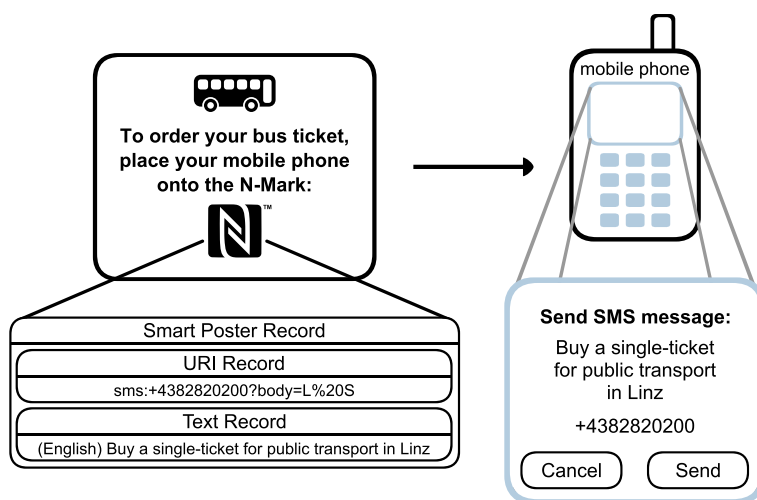 To order your bus ticket,
place your mobile phone
onto the N-Mark:
N™
Smart Poster Record
URI Record
sms:+4382820200?body=L%20S
Text Record
(English) Buy a single-ticket for public transport in Linz
mobile phone
Send SMS message:
Buy a single-ticket
for public transport
in Linz
+4382820200
Cancel
Send